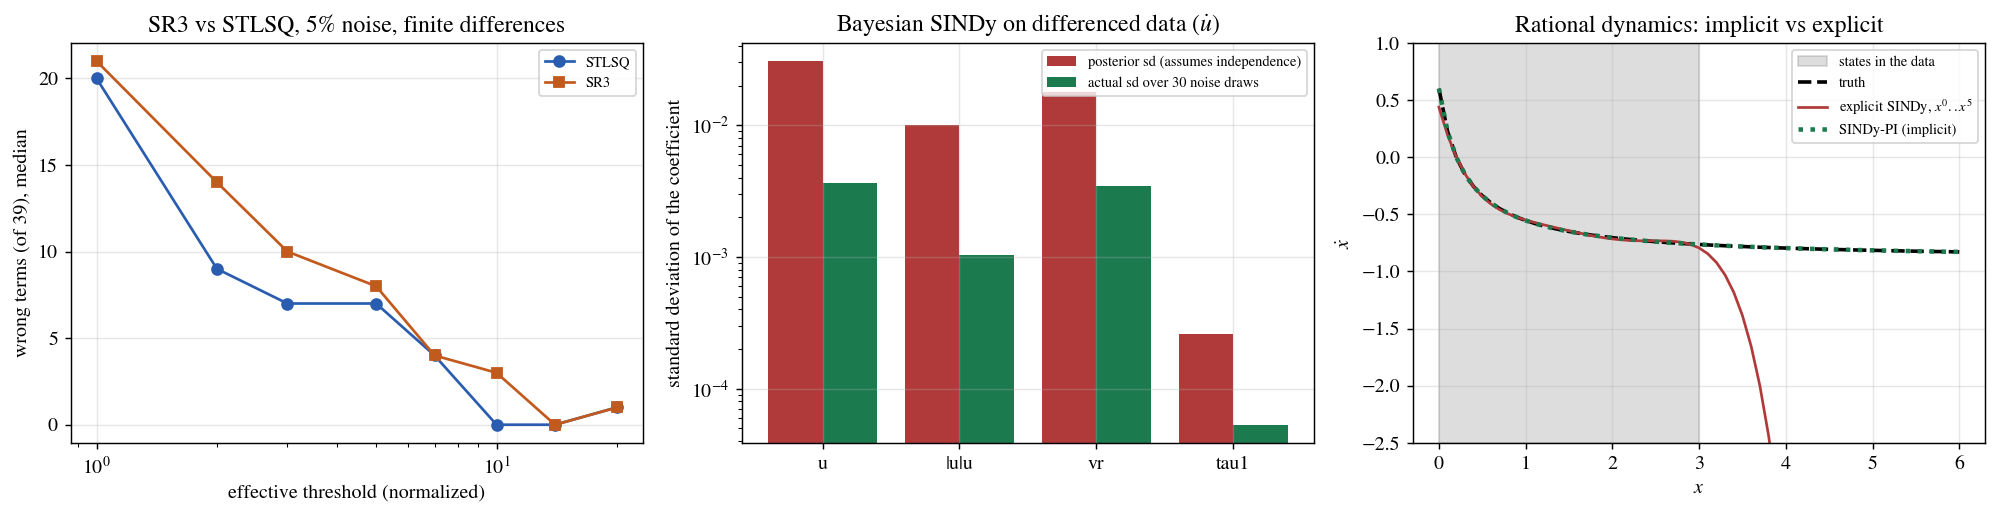 SR3 vs STLSQ, 5% noise, finite differences
STLSQ
SR3
wrong terms (of 39), median
20
15
10
5
0
10⁰
10¹
effective threshold (normalized)
Bayesian SINDy on differenced data (u̇)
posterior sd (assumes independence)
actual sd over 30 noise draws
standard deviation of the coefficient
10⁻²
10⁻³
10⁻⁴
u
|u|u
vr
tau1
Rational dynamics: implicit vs explicit
states in the data
truth
explicit SINDy, x⁰..x⁵
SINDy-PI (implicit)
ẋ
1.0
0.5
0.0
−0.5
−1.0
−1.5
−2.0
−2.5
0
1
2
3
4
5
6
x